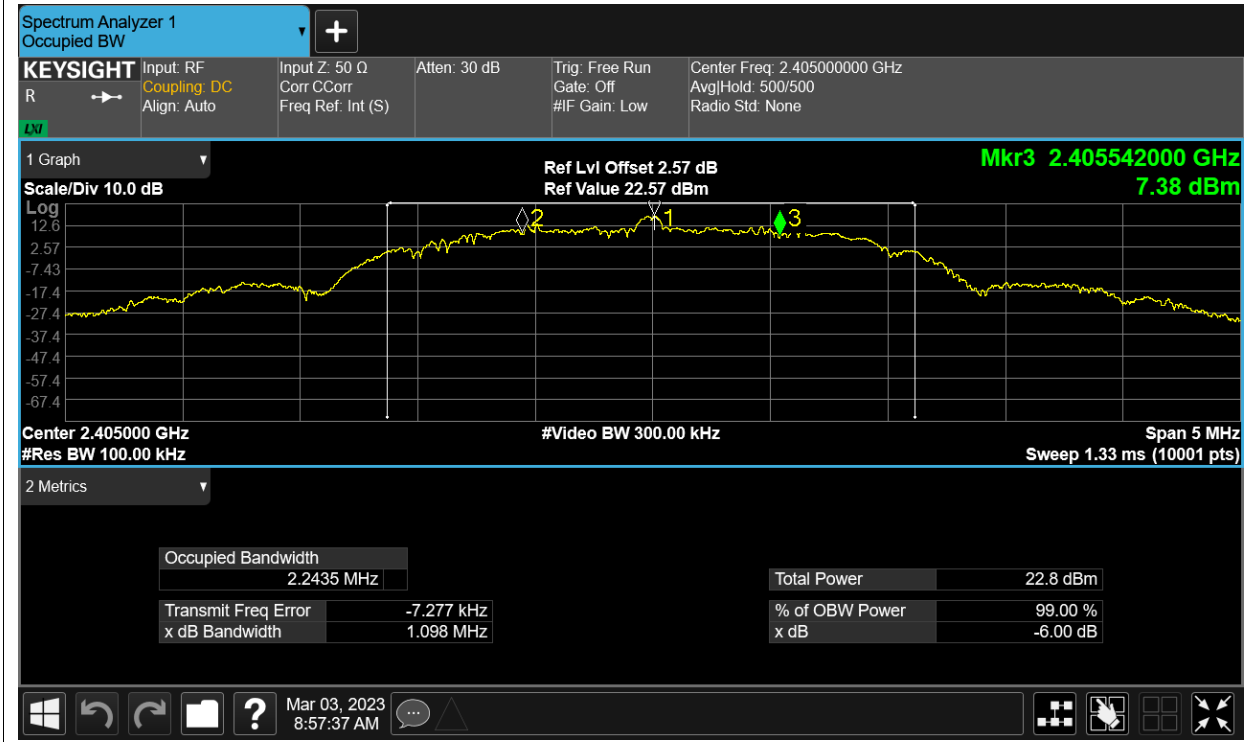 Spectrum Analyzer 1
Occupied BW
KEYSIGHT
R
LXI
Input: RF
Coupling: DC
Align: Auto
Input Z: 50 Ω
Corr CCorr
Freq Ref: Int (S)
Atten: 30 dB
Trig: Free Run
Gate: Off
#IF Gain: Low
Center Freq: 2.405000000 GHz
Avg|Hold: 500/500
Radio Std: None
1 Graph
Scale/Div 10.0 dB
Ref Lvl Offset 2.57 dB
Ref Value 22.57 dBm
Mkr3 2.405542000 GHz
7.38 dBm
Log
12.6
2.57
-7.43
-17.4
-27.4
-37.4
-47.4
-57.4
-67.4
2
1
3
Center 2.405000 GHz
#Video BW 300.00 kHz
Span 5 MHz
#Res BW 100.00 kHz
Sweep 1.33 ms (10001 pts)
2 Metrics
Occupied Bandwidth
2.2435 MHz
Total Power 22.8 dBm
Transmit Freq Error -7.277 kHz
% of OBW Power 99.00 %
x dB Bandwidth 1.098 MHz
x dB -6.00 dB
?
Mar 03, 2023
8:57:37 AM